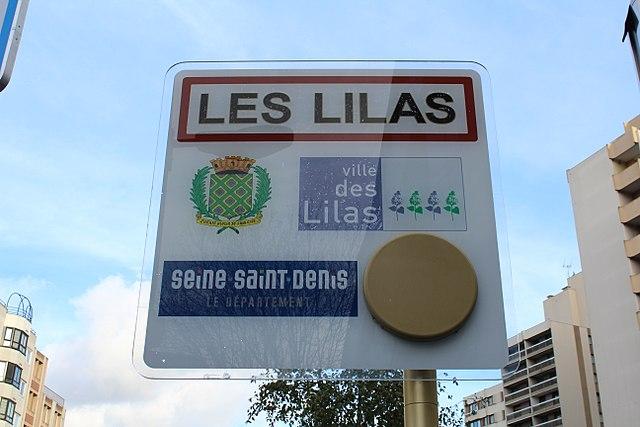 LES LILAS
ville
des
Lilas
seine saint-denis
LE DÉPARTEMENT